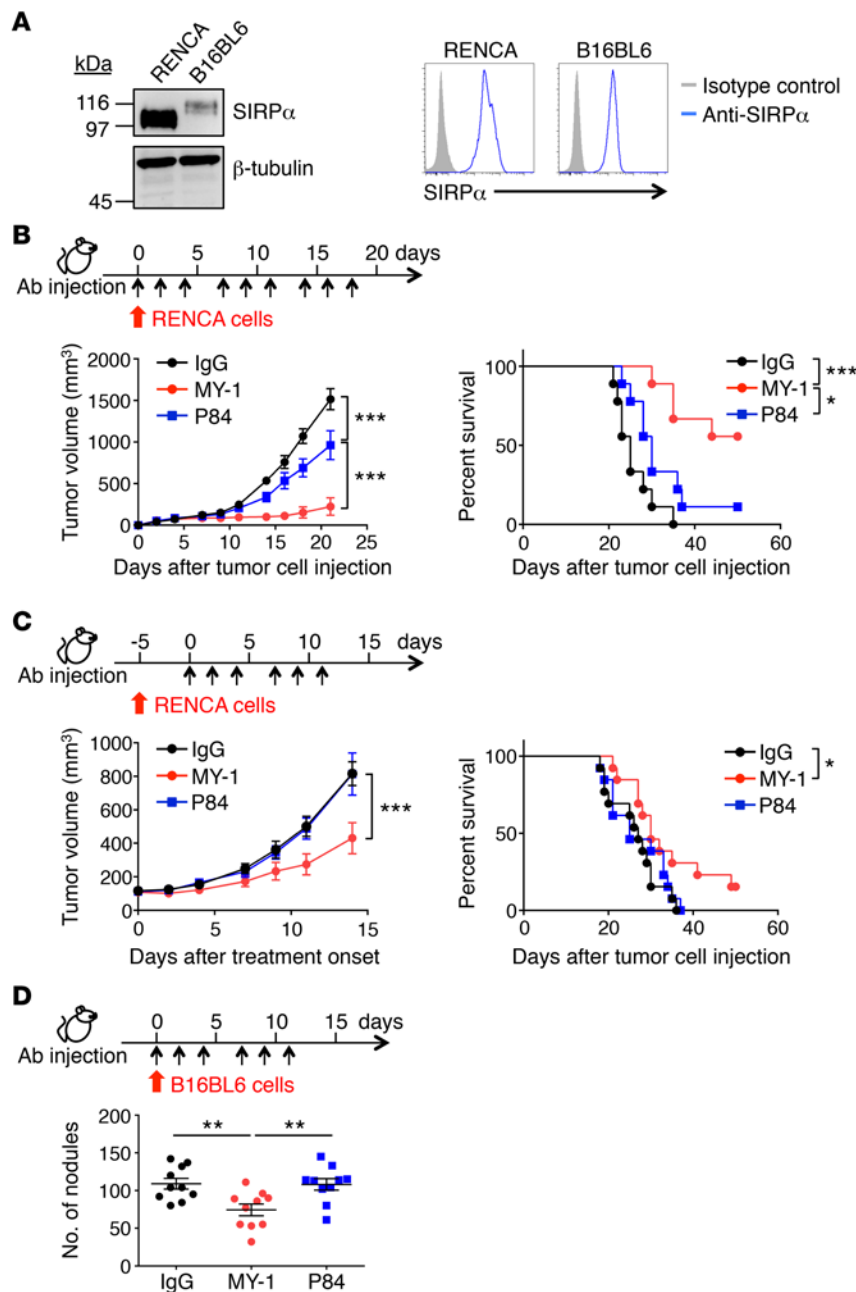 A
kDa
RENCA
B16BL6
116
97
SIRPα
β-tubulin
45
RENCA
B16BL6
Isotype control
Anti-SIRPα
SIRPα
B
0 5 10 15 20 days
Ab injection
RENCA cells
Tumor volume (mm³)
2000
1500
1000
500
0
IgG
MY-1
P84
***
***
0 5 10 15 20 25
Days after tumor cell injection
Percent survival
100
50
0
IgG
MY-1
P84
***
*
0 20 40 60
Days after tumor cell injection
C
-5 0 5 10 15 days
Ab injection
RENCA cells
Tumor volume (mm³)
1000
800
600
400
200
0
IgG
MY-1
P84
***
0 5 10 15
Days after treatment onset
Percent survival
100
50
0
IgG
MY-1
P84
*
0 20 40 60
Days after tumor cell injection
D
0 5 10 15 days
Ab injection
B16BL6 cells
No. of nodules
200
150
100
50
0
** **
IgG MY-1 P84